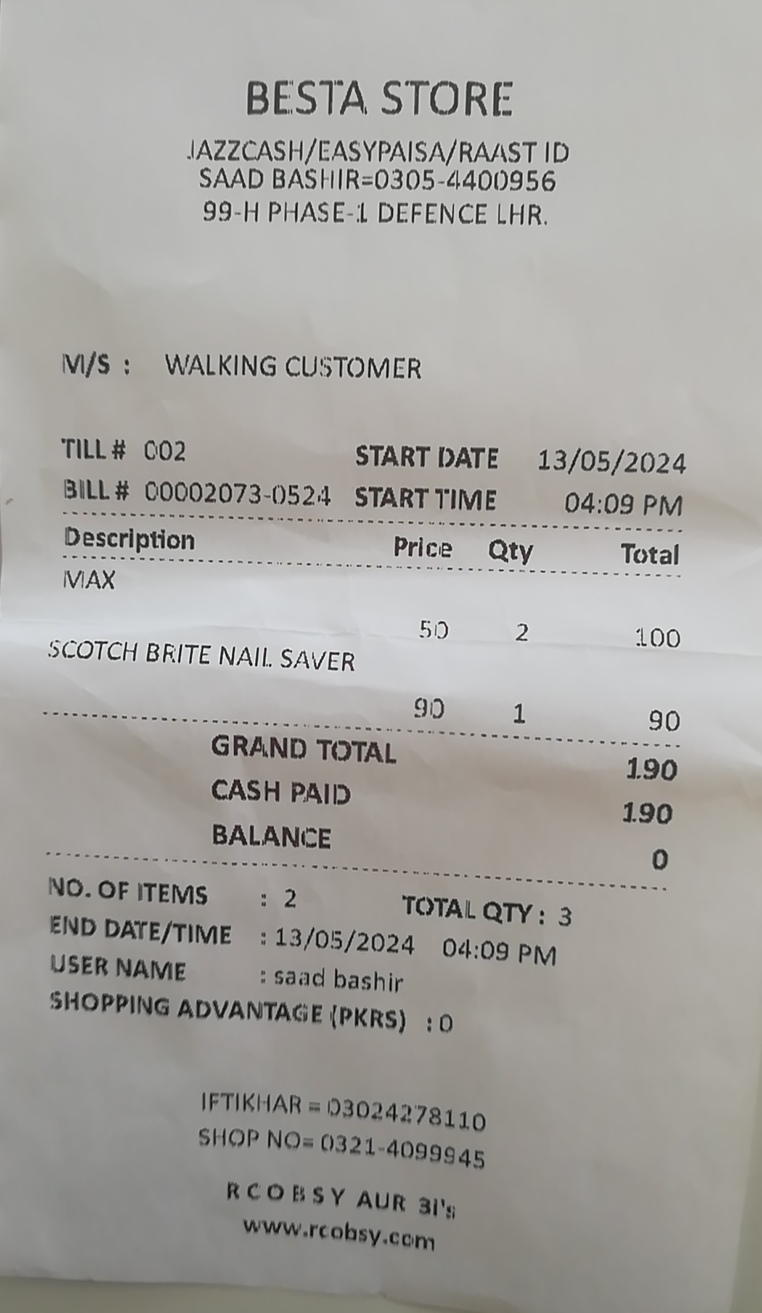 BESTA STORE
JAZZCASH/EASYPAISA/RAAST ID
SAAD BASHIR=0305-4400956
99-H PHASE-1 DEFENCE LHR.
M/S : WALKING CUSTOMER
TILL # 002 START DATE 13/05/2024
BILL # 00002073-0524 START TIME 04:09 PM
Description Price Qty Total
MAX
50 2 100
SCOTCH BRITE NAIL SAVER
90 1 90
GRAND TOTAL 190
CASH PAID 190
BALANCE 0
NO. OF ITEMS : 2 TOTAL QTY : 3
END DATE/TIME : 13/05/2024 04:09 PM
USER NAME : saad bashir
SHOPPING ADVANTAGE (PKRS) : 0
IFTIKHAR = 03024278110
SHOP NO= 0321-4099945
R C O B S Y AUR 3I's
www.rcobsy.com